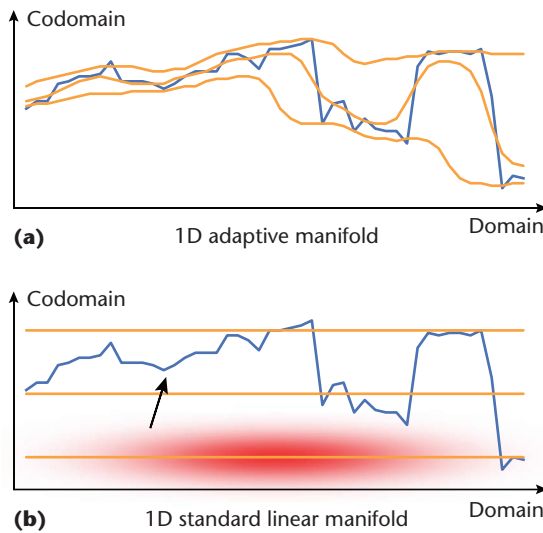 Codomain
Domain
(a) 1D adaptive manifold
Codomain
Domain
(b) 1D standard linear manifold